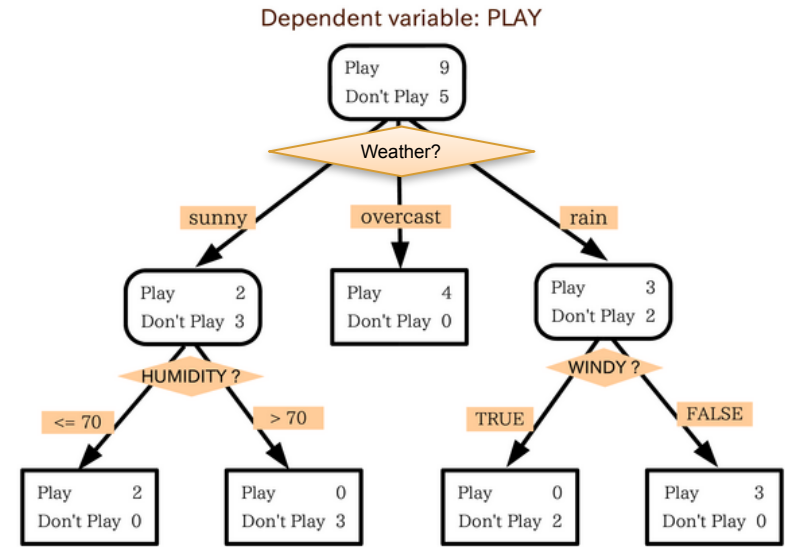 Dependent variable: PLAY
Play 9
Don't Play 5
Weather?
sunny
overcast
rain
Play 2
Don't Play 3
Play 4
Don't Play 0
Play 3
Don't Play 2
HUMIDITY ?
WINDY ?
<= 70
> 70
TRUE
FALSE
Play 2
Don't Play 0
Play 0
Don't Play 3
Play 0
Don't Play 2
Play 3
Don't Play 0